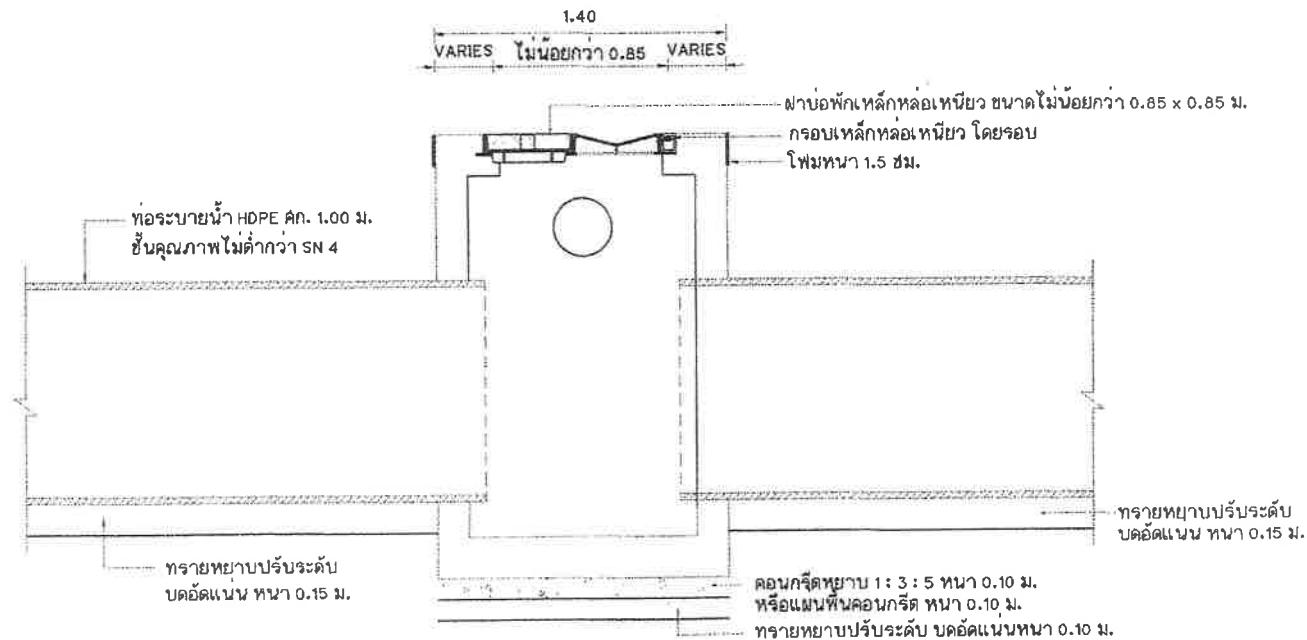 1.40
VARIES ไม่น้อยกว่า 0.85 VARIES
ฝาบ่อพักเหล็กหล่อเหนียว ขนาดไม่น้อยกว่า 0.85 x 0.85 ม.
กรอบเหล็กหล่อเหนียว โดยรอบ
โฟมหนา 1.5 ซม.
ท่อระบายน้ำ HDPE ศก. 1.00 ม.
ชั้นคุณภาพไม่ต่ำกว่า SN 4
ทรายหยาบปรับระดับ
บดอัดแน่น หนา 0.15 ม.
ทรายหยาบปรับระดับ
บดอัดแน่น หนา 0.15 ม.
คอนกรีตหยาบ 1 : 3 : 5 หนา 0.10 ม.
หรือแผ่นพื้นคอนกรีต หนา 0.10 ม.
ทรายหยาบปรับระดับ บดอัดแน่นหนา 0.10 ม.